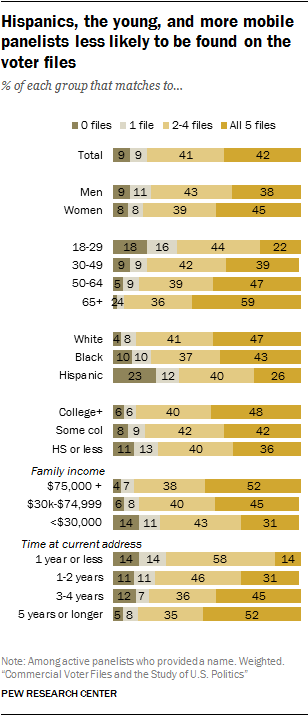 Hispanics, the young, and more mobile
panelists less likely to be found on the
voter files
% of each group that matches to...
0 files 1 file 2-4 files All 5 files
Total 9 9 41 42
Men 9 11 43 38
Women 8 8 39 45
18-29 18 16 44 22
30-49 9 9 42 39
50-64 5 9 39 47
65+ 2 4 36 59
White 4 8 41 47
Black 10 10 37 43
Hispanic 23 12 40 26
College+ 6 6 40 48
Some col 8 9 42 42
HS or less 11 13 40 36
Family income
$75,000 + 4 7 38 52
$30k-$74,999 6 8 40 45
<$30,000 14 11 43 31
Time at current address
1 year or less 14 14 58 14
1-2 years 11 11 46 31
3-4 years 12 7 36 45
5 years or longer 5 8 35 52
Note: Among active panelists who provided a name. Weighted.
"Commercial Voter Files and the Study of U.S. Politics"
PEW RESEARCH CENTER